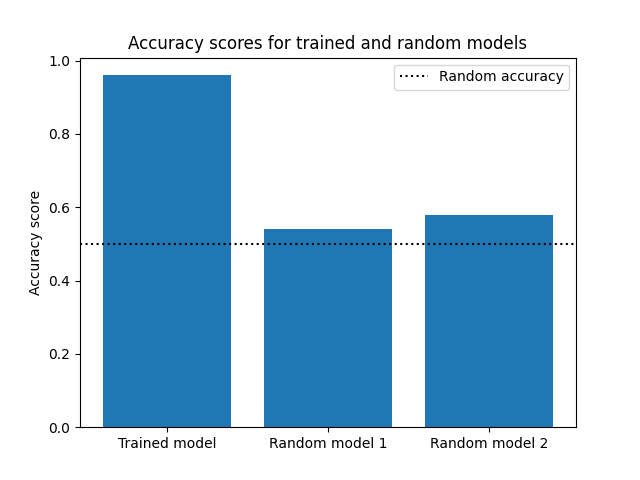 Accuracy scores for trained and random models
Random accuracy
Accuracy score
1.0
0.8
0.6
0.4
0.2
0.0
Trained model
Random model 1
Random model 2